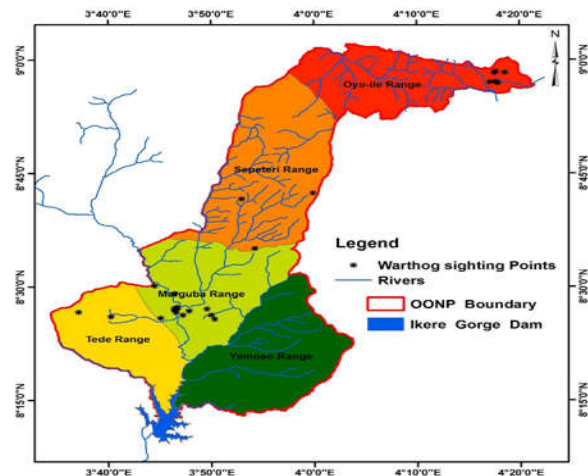 3°40'0"E 3°50'0"E 4°0'0"E 4°10'0"E 4°20'0"E
N
9°0'0"N 9°0'0"N
Oyo-ile Range
8°45'0"N 8°45'0"N
Sepeteri Range
Legend
Warthog sighting Points
Rivers
OONP Boundary
Ikere Gorge Dam
8°30'0"N 8°30'0"N
Marguba Range
Tede Range
Yemoso Range
8°15'0"N 8°15'0"N
3°40'0"E 3°50'0"E 4°0'0"E 4°10'0"E 4°20'0"E